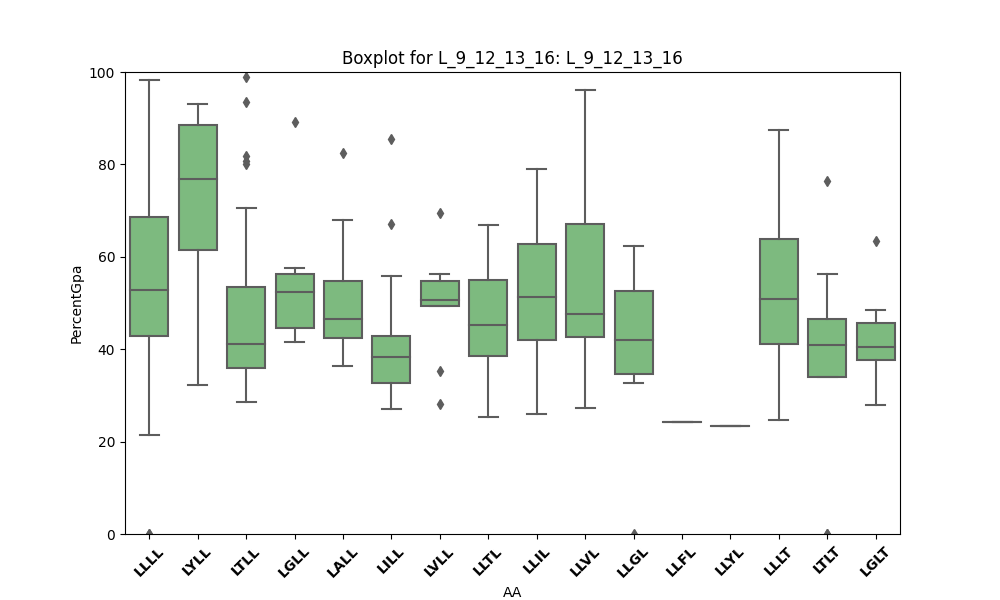 Boxplot for L_9_12_13_16: L_9_12_13_16
100
80
60
40
20
0
PercentGpa
LLLL LYLL LTLL LGLL LALL LILL LVLL LLTL LLIL LLVL LLGL LLFL LLYL LLLT LTLT LGLT
AA